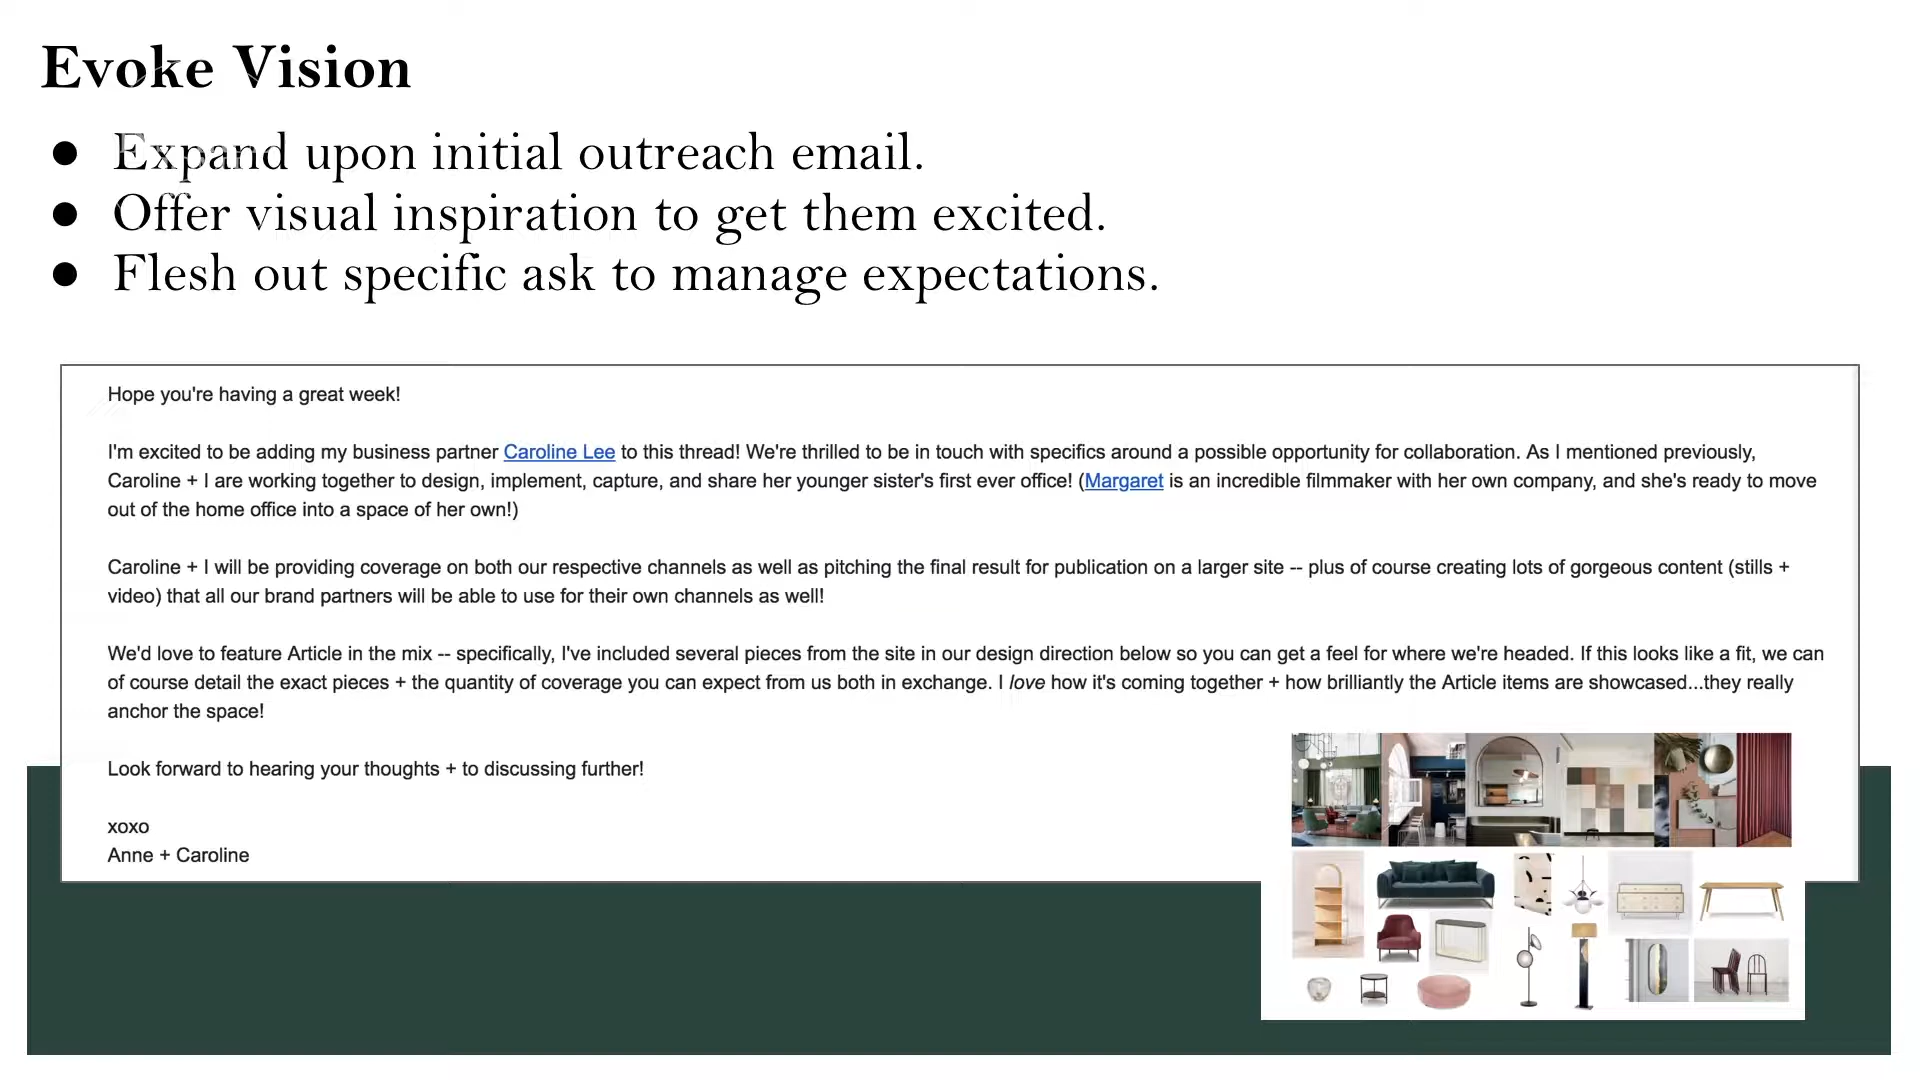 Evoke Vision
● Expand upon initial outreach email.
● Offer visual inspiration to get them excited.
● Flesh out specific ask to manage expectations.
Hope you're having a great week!
I'm excited to be adding my business partner Caroline Lee to this thread! We're thrilled to be in touch with specifics around a possible opportunity for collaboration. As I mentioned previously,
Caroline + I are working together to design, implement, capture, and share her younger sister's first ever office! (Margaret is an incredible filmmaker with her own company, and she's ready to move
out of the home office into a space of her own!)
Caroline + I will be providing coverage on both our respective channels as well as pitching the final result for publication on a larger site -- plus of course creating lots of gorgeous content (stills +
video) that all our brand partners will be able to use for their own channels as well!
We'd love to feature Article in the mix -- specifically, I've included several pieces from the site in our design direction below so you can get a feel for where we're headed. If this looks like a fit, we can
of course detail the exact pieces + the quantity of coverage you can expect from us both in exchange. I love how it's coming together + how brilliantly the Article items are showcased...they really
anchor the space!
Look forward to hearing your thoughts + to discussing further!
xoxo
Anne + Caroline